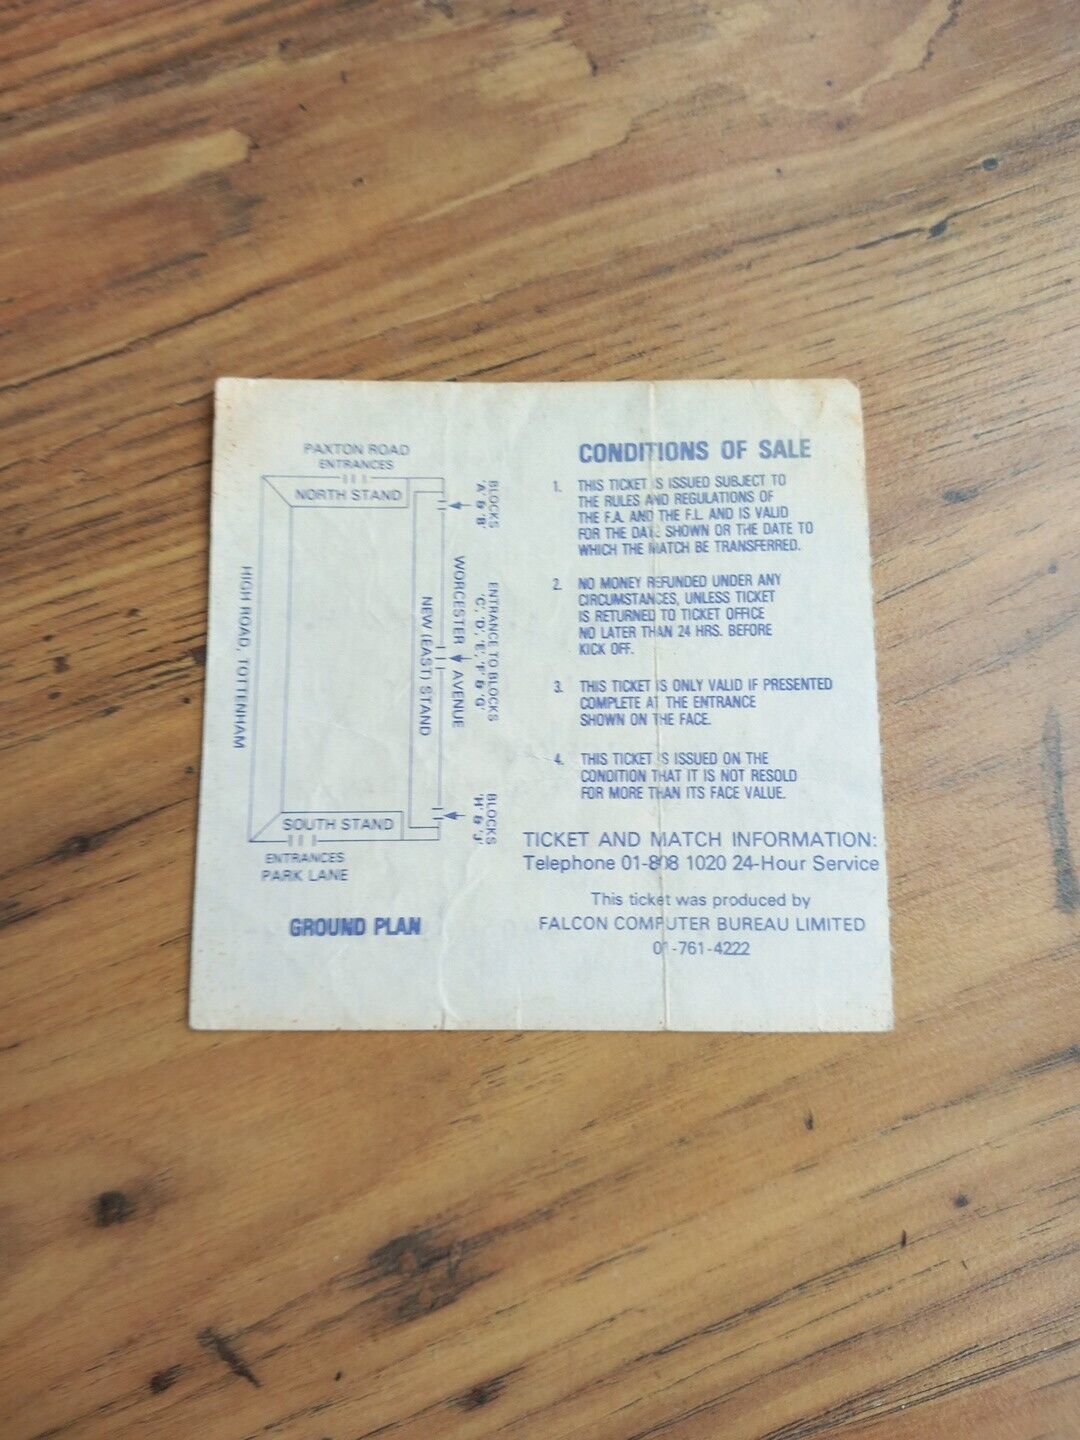 PAXTON ROAD
ENTRANCES
NORTH STAND
BLOCKS
'A' & 'B'
HIGH ROAD, TOTTENHAM
NEW (EAST) STAND
WORCESTER AVENUE
ENTRANCE TO BLOCKS
'C', 'D', 'E', 'F' & 'G'
BLOCKS
'H' & 'J'
SOUTH STAND
ENTRANCES
PARK LANE
GROUND PLAN
CONDITIONS OF SALE
1. THIS TICKET IS ISSUED SUBJECT TO
THE RULES AND REGULATIONS OF
THE F.A. AND THE F.L. AND IS VALID
FOR THE DATE SHOWN OR THE DATE TO
WHICH THE MATCH BE TRANSFERRED.
2. NO MONEY REFUNDED UNDER ANY
CIRCUMSTANCES, UNLESS TICKET
IS RETURNED TO TICKET OFFICE
NO LATER THAN 24 HRS. BEFORE
KICK OFF.
3. THIS TICKET IS ONLY VALID IF PRESENTED
COMPLETE AT THE ENTRANCE
SHOWN ON THE FACE.
4. THIS TICKET IS ISSUED ON THE
CONDITION THAT IT IS NOT RESOLD
FOR MORE THAN ITS FACE VALUE.
TICKET AND MATCH INFORMATION:
Telephone 01-808 1020 24-Hour Service
This ticket was produced by
FALCON COMPUTER BUREAU LIMITED
01-761-4222